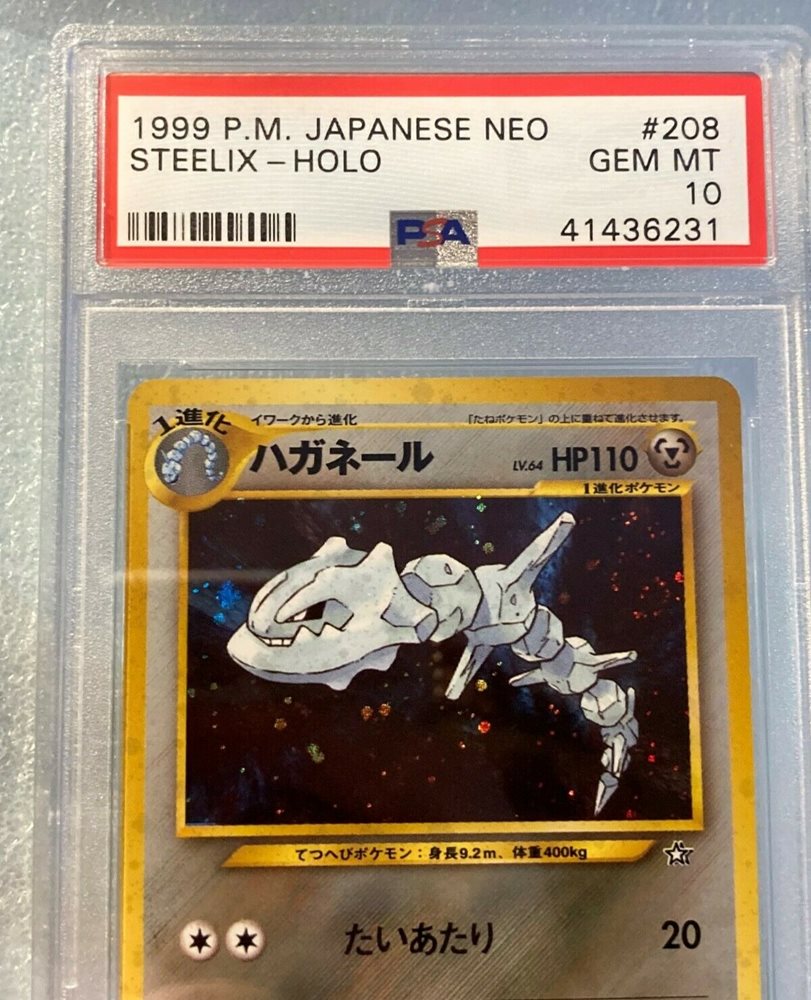 1999 P.M. JAPANESE NEO #208
STEELIX – HOLO GEM MT
10
PSA 41436231
1進化 イワークから進化 「たねポケモン」の上に重ねて進化させます。
ハガネール LV.64 HP110
1進化ポケモン
てつへびポケモン：身長9.2m、体重400kg
たいあたり 20